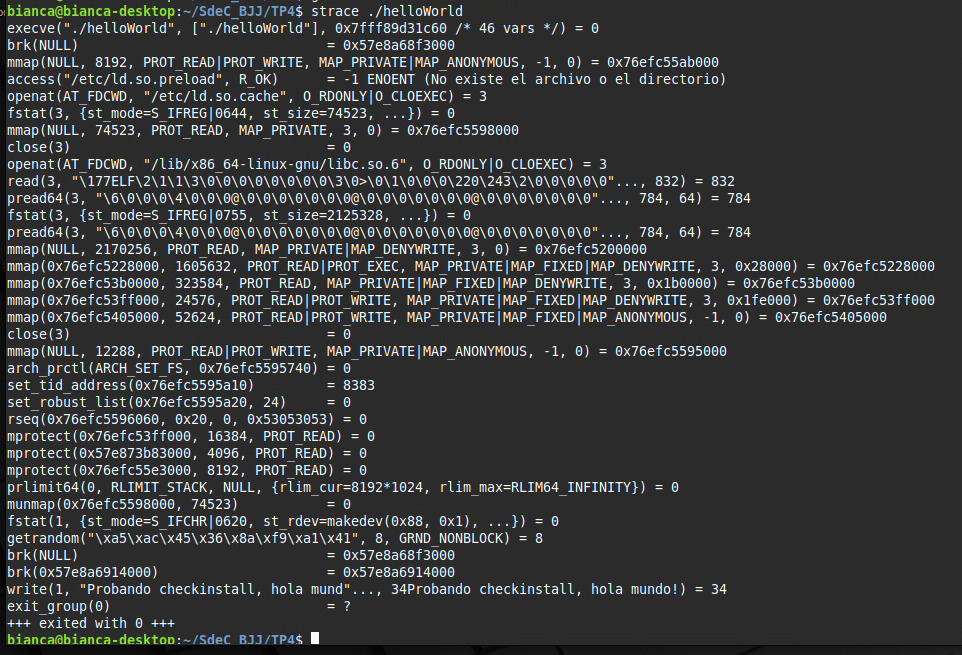 bianca@bianca-desktop:~/SdeC_BJJ/TP4$ strace ./helloWorld
execve("./helloWorld", ["./helloWorld"], 0x7fff89d31c60 /* 46 vars */) = 0
brk(NULL)                               = 0x57e8a68f3000
mmap(NULL, 8192, PROT_READ|PROT_WRITE, MAP_PRIVATE|MAP_ANONYMOUS, -1, 0) = 0x76efc55ab000
access("/etc/ld.so.preload", R_OK)      = -1 ENOENT (No existe el archivo o el directorio)
openat(AT_FDCWD, "/etc/ld.so.cache", O_RDONLY|O_CLOEXEC) = 3
fstat(3, {st_mode=S_IFREG|0644, st_size=74523, ...}) = 0
mmap(NULL, 74523, PROT_READ, MAP_PRIVATE, 3, 0) = 0x76efc5598000
close(3)                                = 0
openat(AT_FDCWD, "/lib/x86_64-linux-gnu/libc.so.6", O_RDONLY|O_CLOEXEC) = 3
read(3, "\177ELF\2\1\1\3\0\0\0\0\0\0\0\0\3\0>\0\1\0\0\0\220\243\2\0\0\0\0\0"..., 832) = 832
pread64(3, "\6\0\0\0\4\0\0\0@\0\0\0\0\0\0\0@\0\0\0\0\0\0\0@\0\0\0\0\0\0\0"..., 784, 64) = 784
fstat(3, {st_mode=S_IFREG|0755, st_size=2125328, ...}) = 0
pread64(3, "\6\0\0\0\4\0\0\0@\0\0\0\0\0\0\0@\0\0\0\0\0\0\0@\0\0\0\0\0\0\0"..., 784, 64) = 784
mmap(NULL, 2170256, PROT_READ, MAP_PRIVATE|MAP_DENYWRITE, 3, 0) = 0x76efc5200000
mmap(0x76efc5228000, 1605632, PROT_READ|PROT_EXEC, MAP_PRIVATE|MAP_FIXED|MAP_DENYWRITE, 3, 0x28000) = 0x76efc5228000
mmap(0x76efc53b0000, 323584, PROT_READ, MAP_PRIVATE|MAP_FIXED|MAP_DENYWRITE, 3, 0x1b0000) = 0x76efc53b0000
mmap(0x76efc53ff000, 24576, PROT_READ|PROT_WRITE, MAP_PRIVATE|MAP_FIXED|MAP_DENYWRITE, 3, 0x1fe000) = 0x76efc53ff000
mmap(0x76efc5405000, 52624, PROT_READ|PROT_WRITE, MAP_PRIVATE|MAP_FIXED|MAP_ANONYMOUS, -1, 0) = 0x76efc5405000
close(3)                                = 0
mmap(NULL, 12288, PROT_READ|PROT_WRITE, MAP_PRIVATE|MAP_ANONYMOUS, -1, 0) = 0x76efc5595000
arch_prctl(ARCH_SET_FS, 0x76efc5595740) = 0
set_tid_address(0x76efc5595a10)         = 8383
set_robust_list(0x76efc5595a20, 24)     = 0
rseq(0x76efc5596060, 0x20, 0, 0x53053053) = 0
mprotect(0x76efc53ff000, 16384, PROT_READ) = 0
mprotect(0x57e873b83000, 4096, PROT_READ) = 0
mprotect(0x76efc55e3000, 8192, PROT_READ) = 0
prlimit64(0, RLIMIT_STACK, NULL, {rlim_cur=8192*1024, rlim_max=RLIM64_INFINITY}) = 0
munmap(0x76efc5598000, 74523)           = 0
fstat(1, {st_mode=S_IFCHR|0620, st_rdev=makedev(0x88, 0x1), ...}) = 0
getrandom("\xa5\xac\x45\x36\x8a\xf9\xa1\x41", 8, GRND_NONBLOCK) = 8
brk(NULL)                               = 0x57e8a68f3000
brk(0x57e8a6914000)                     = 0x57e8a6914000
write(1, "Probando checkinstall, hola mund"..., 34Probando checkinstall, hola mundo!) = 34
exit_group(0)                           = ?
+++ exited with 0 +++
bianca@bianca-desktop:~/SdeC_BJJ/TP4$